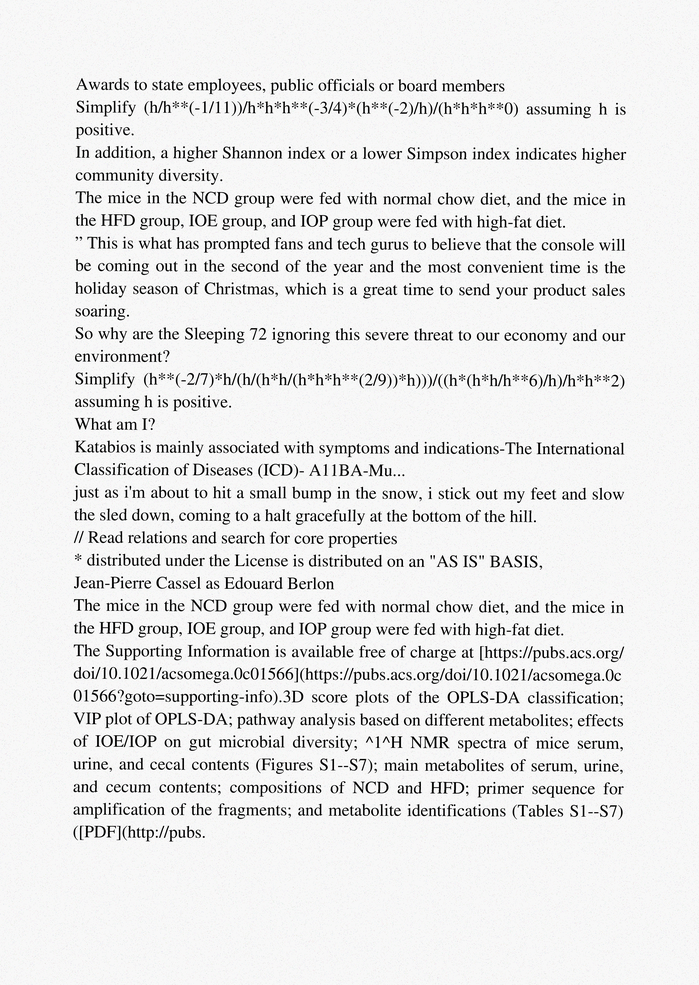 Awards to state employees, public officials or board members
Simplify (h/h**(-1/11))/h*h*h**(-3/4)*(h**(-2)/h)/(h*h*h**0) assuming h is
positive.
In addition, a higher Shannon index or a lower Simpson index indicates higher
community diversity.
The mice in the NCD group were fed with normal chow diet, and the mice in
the HFD group, IOE group, and IOP group were fed with high-fat diet.
” This is what has prompted fans and tech gurus to believe that the console will
be coming out in the second of the year and the most convenient time is the
holiday season of Christmas, which is a great time to send your product sales
soaring.
So why are the Sleeping 72 ignoring this severe threat to our economy and our
environment?
Simplify (h**(-2/7)*h/(h/(h*h/(h*h*h**(2/9))*h)))/((h*(h*h/h**6)/h)/h*h**2)
assuming h is positive.
What am I?
Katabios is mainly associated with symptoms and indications-The International
Classification of Diseases (ICD)- A11BA-Mu...
just as i'm about to hit a small bump in the snow, i stick out my feet and slow
the sled down, coming to a halt gracefully at the bottom of the hill.
// Read relations and search for core properties
* distributed under the License is distributed on an "AS IS" BASIS,
Jean-Pierre Cassel as Edouard Berlon
The mice in the NCD group were fed with normal chow diet, and the mice in
the HFD group, IOE group, and IOP group were fed with high-fat diet.
The Supporting Information is available free of charge at [https://pubs.acs.org/
doi/10.1021/acsomega.0c01566](https://pubs.acs.org/doi/10.1021/acsomega.0c
01566?goto=supporting-info).3D score plots of the OPLS-DA classification;
VIP plot of OPLS-DA; pathway analysis based on different metabolites; effects
of IOE/IOP on gut microbial diversity; ^1^H NMR spectra of mice serum,
urine, and cecal contents (Figures S1--S7); main metabolites of serum, urine,
and cecum contents; compositions of NCD and HFD; primer sequence for
amplification of the fragments; and metabolite identifications (Tables S1--S7)
([PDF](http://pubs.